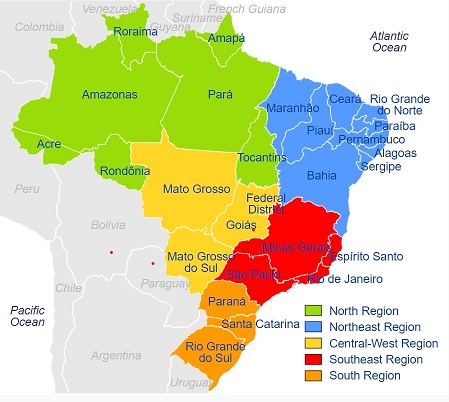 Venezuela
French Guiana
Colombia
Suriname
Guyana
Roraima
Amapá
Atlantic
Ocean
Amazonas
Pará
Maranhão
Ceará
Rio Grande
do Norte
Paraíba
Piauí
Pernambuco
Alagoas
Sergipe
Acre
Tocantins
Rondônia
Bahia
Peru
Mato Grosso
Federal
District
Goiás
Bolivia
Minas Gerais
Espírito Santo
Mato Grosso
do Sul
São Paulo
Rio de Janeiro
Chile
Paraguay
Paraná
Pacific
Ocean
Santa Catarina
Rio Grande
do Sul
Argentina
Uruguay
North Region
Northeast Region
Central-West Region
Southeast Region
South Region